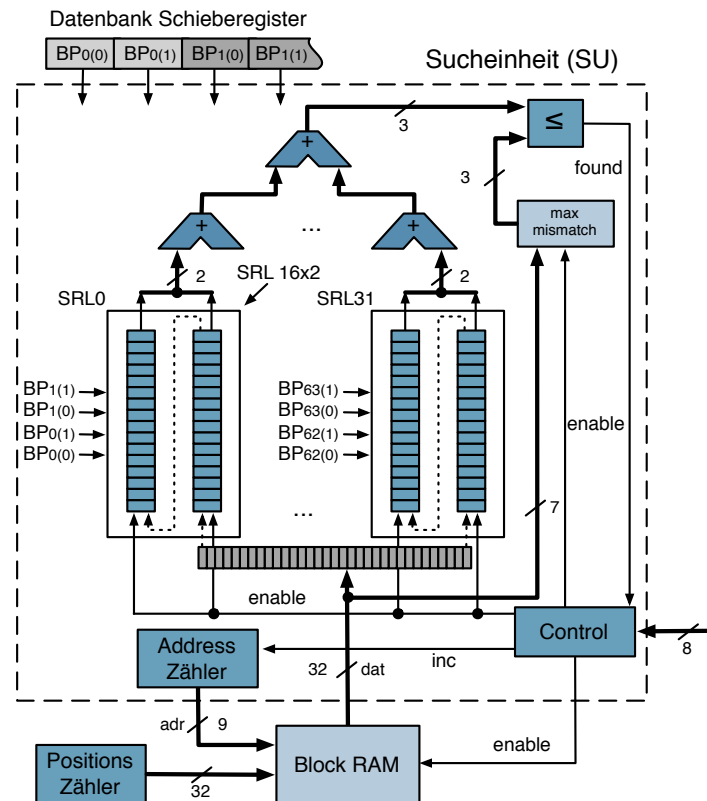 Datenbank Schieberegister
BP0(0) BP0(1) BP1(0) BP1(1)
Sucheinheit (SU)
+
3
≤
found
3
max
mismatch
+
...
+
2
SRL 16x2
2
SRL0
SRL31
BP1(1)
BP1(0)
BP0(1)
BP0(0)
BP63(1)
BP63(0)
BP62(1)
BP62(0)
enable
...
7
enable
Control
8
Address
Zähler
inc
32
dat
adr
9
enable
Positions
Zähler
32
Block RAM